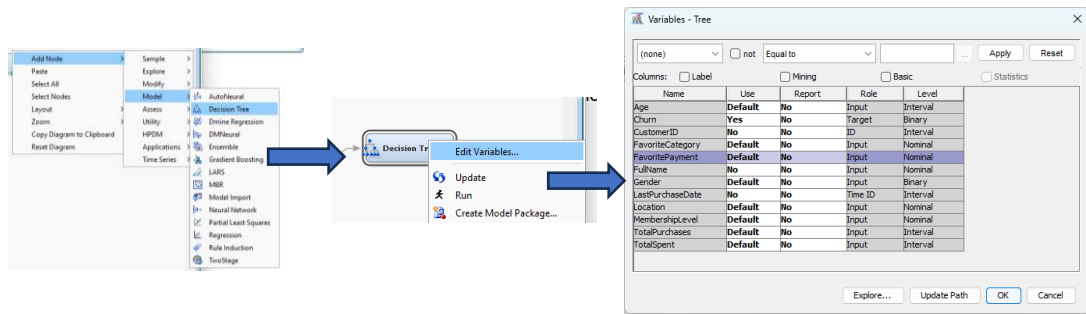 Add Node
Paste
Select All
Select Nodes
Layout
Zoom
Copy Diagram to Clipboard
Reset Diagram
Sample
Explore
Modify
Model
Assess
Utility
HPDM
Applications
Time Series
AutoNeural
Decision Tree
Dmine Regression
DMNeural
Ensemble
Gradient Boosting
LARS
MBR
Model Import
Neural Network
Partial Least Squares
Regression
Rule Induction
TwoStage
Decision Tr
Edit Variables...
Update
Run
Create Model Package...
Variables - Tree
(none) not Equal to ... Apply Reset
Columns: Label Mining Basic Statistics
Name Use Report Role Level
Age Default No Input Interval
Churn Yes No Target Binary
CustomerID No No ID Interval
FavoriteCategory Default No Input Nominal
FavoritePayment Default No Input Nominal
FullName No No Input Nominal
Gender Default No Input Binary
LastPurchaseDate No No Time ID Interval
Location Default No Input Nominal
MembershipLevel Default No Input Nominal
TotalPurchases Default No Input Interval
TotalSpent Default No Input Interval
Explore... Update Path OK Cancel